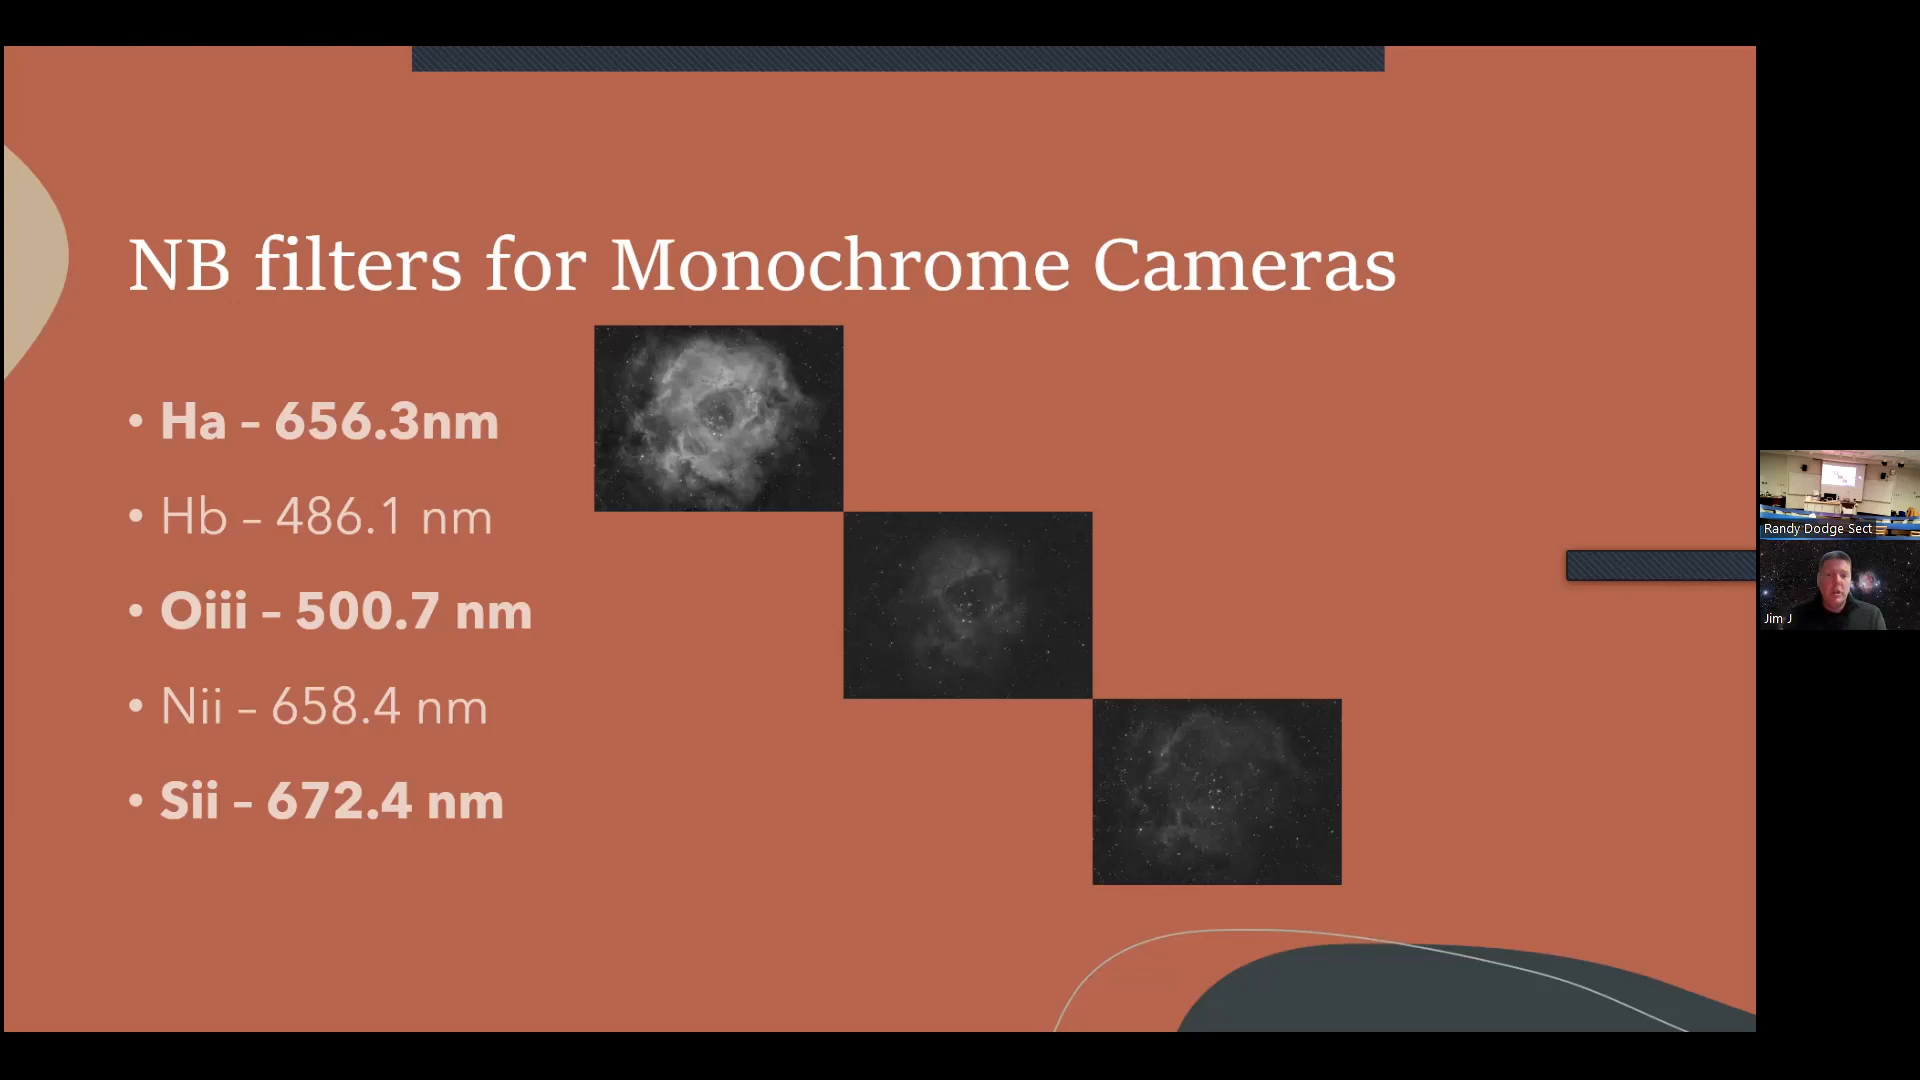 NB filters for Monochrome Cameras
• Ha – 656.3nm
• Hb – 486.1 nm
• Oiii – 500.7 nm
• Nii – 658.4 nm
• Sii – 672.4 nm
Randy Dodge Sect
Jim J